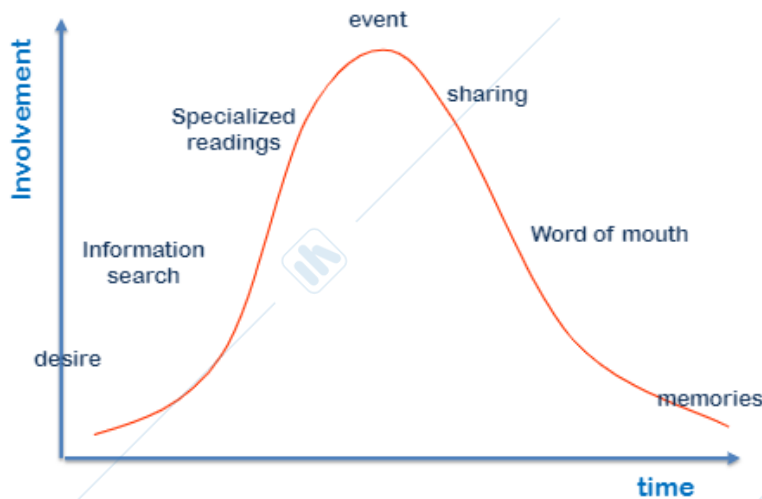 event
Involvement
sharing
Specialized
readings
Word of mouth
Information
search
desire
memories
time